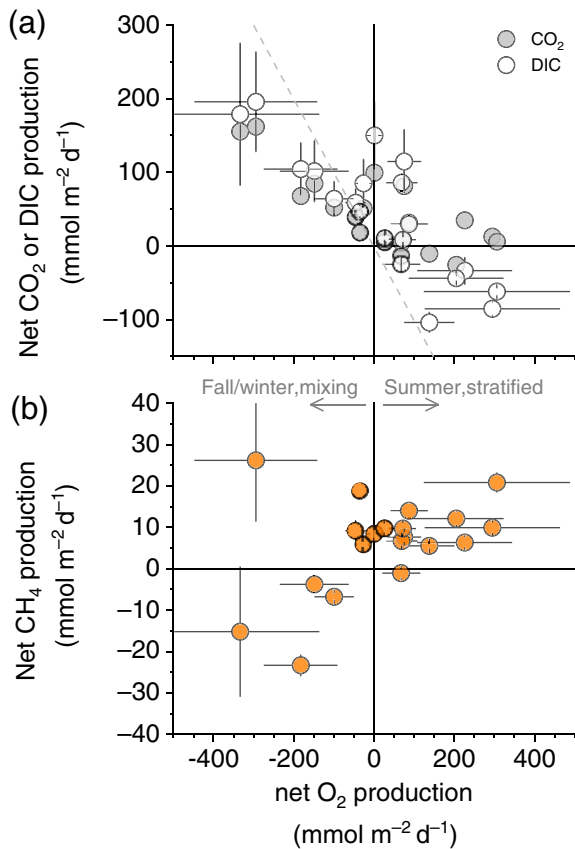 (a)
300
200
100
0
−100
Net CO₂ or DIC production
(mmol m⁻² d⁻¹)
CO₂
DIC
(b)
Fall/winter,mixing
Summer,stratified
40
30
20
10
0
−10
−20
−30
−40
Net CH₄ production
(mmol m⁻² d⁻¹)
-400
-200
0
200
400
net O₂ production
(mmol m⁻² d⁻¹)